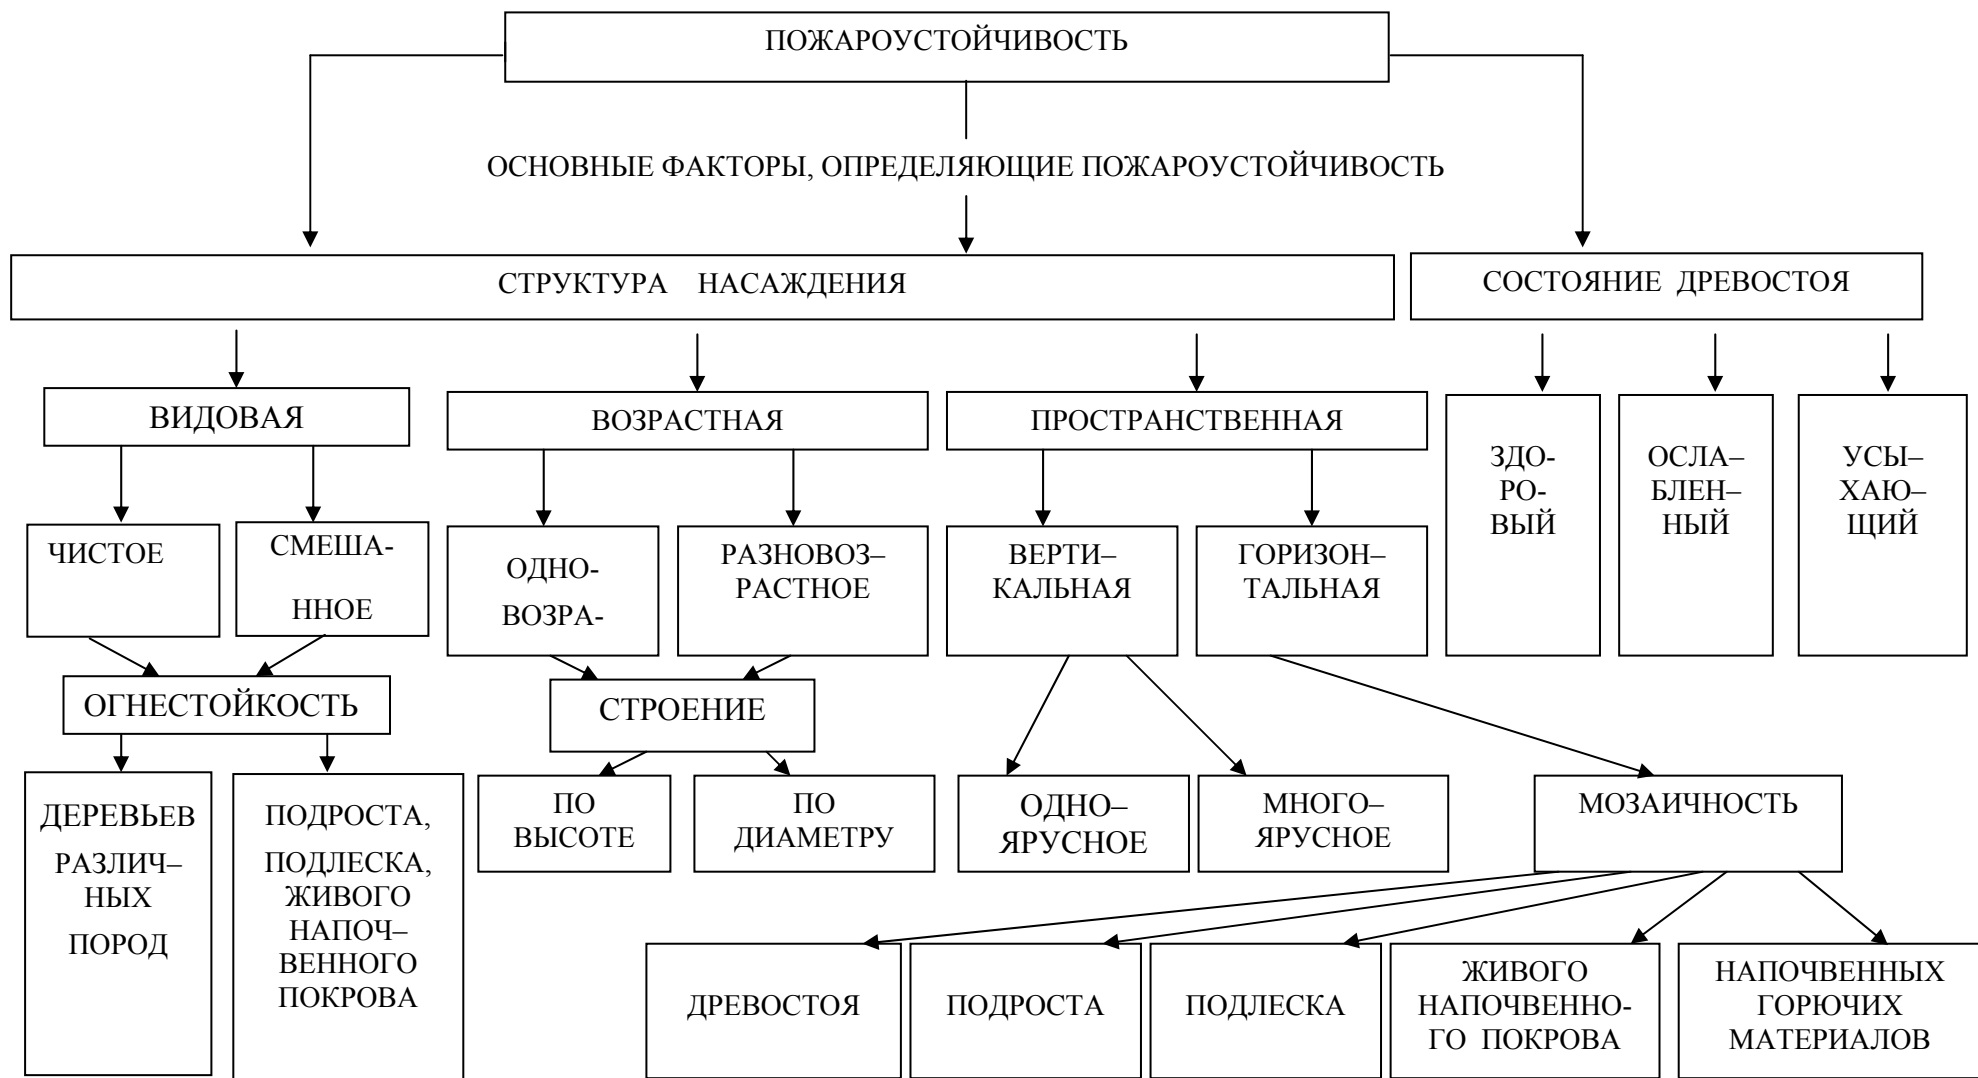 ПОЖАРОУСТОЙЧИВОСТЬ
ОСНОВНЫЕ ФАКТОРЫ, ОПРЕДЕЛЯЮЩИЕ ПОЖАРОУСТОЙЧИВОСТЬ
СТРУКТУРА НАСАЖДЕНИЯ
СОСТОЯНИЕ ДРЕВОСТОЯ
ВИДОВАЯ
ВОЗРАСТНАЯ
ПРОСТРАНСТВЕННАЯ
ЗДО-
РО-
ВЫЙ
ОСЛА–
БЛЕН–
НЫЙ
УСЫ–
ХАЮ–
ЩИЙ
ЧИСТОЕ
СМЕША-
ННОЕ
ОДНО-
ВОЗРА-
РАЗНОВОЗ–
РАСТНОЕ
ВЕРТИ–
КАЛЬНАЯ
ГОРИЗОН–
ТАЛЬНАЯ
ОГНЕСТОЙКОСТЬ
СТРОЕНИЕ
ДЕРЕВЬЕВ
РАЗЛИЧ–
НЫХ
ПОРОД
ПОДРОСТА,
ПОДЛЕСКА,
ЖИВОГО
НАПОЧ–
ВЕННОГО
ПОКРОВА
ПО
ВЫСОТЕ
ПО
ДИАМЕТРУ
ОДНО–
ЯРУСНОЕ
МНОГО–
ЯРУСНОЕ
МОЗАИЧНОСТЬ
ДРЕВОСТОЯ
ПОДРОСТА
ПОДЛЕСКА
ЖИВОГО
НАПОЧВЕННО-
ГО ПОКРОВА
НАПОЧВЕННЫХ
ГОРЮЧИХ
МАТЕРИАЛОВ